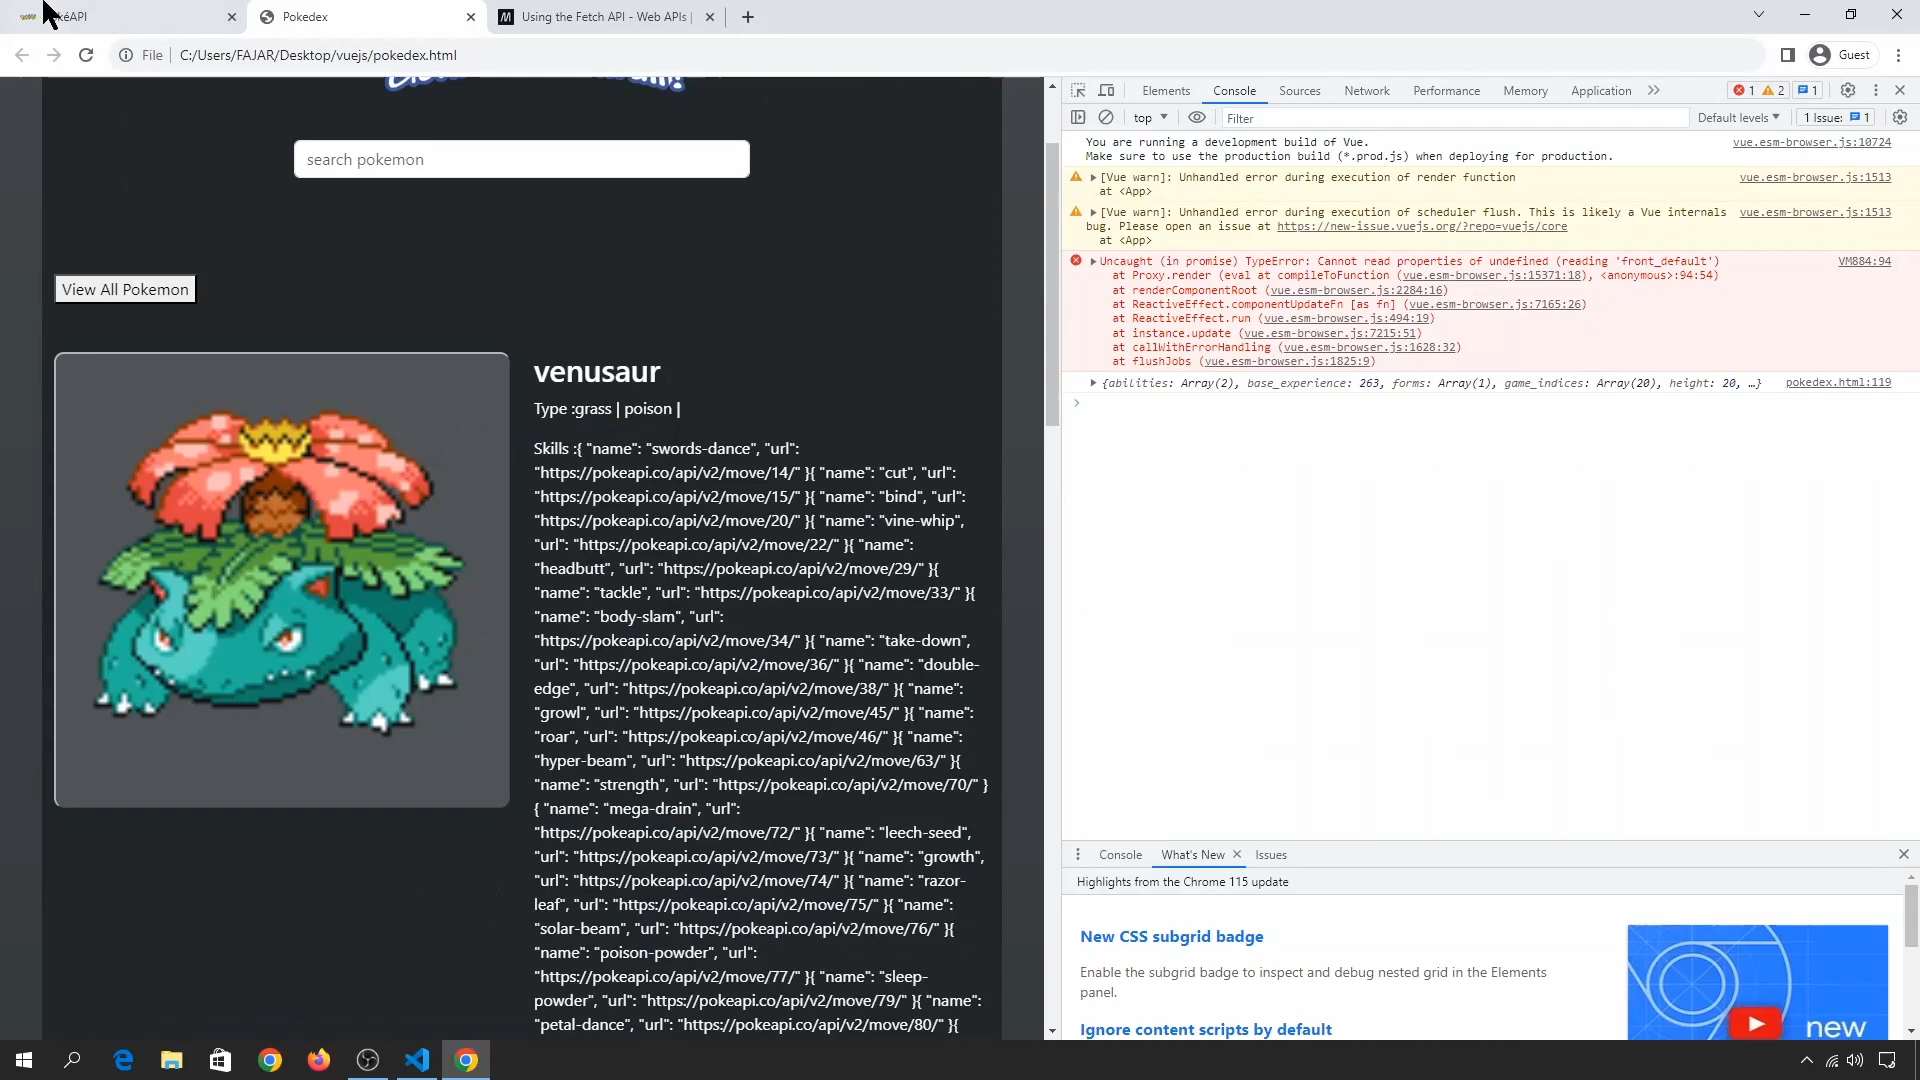 PokéAPI
Pokedex
Using the Fetch API - Web APIs |
File
C:/Users/FAJAR/Desktop/vuejs/pokedex.html
Guest
search pokemon
View All Pokemon
venusaur
Type :grass | poison |
Skills :{ "name": "swords-dance", "url":
"https://pokeapi.co/api/v2/move/14/" }{ "name": "cut", "url":
"https://pokeapi.co/api/v2/move/15/" }{ "name": "bind", "url":
"https://pokeapi.co/api/v2/move/20/" }{ "name": "vine-whip",
"url": "https://pokeapi.co/api/v2/move/22/" }{ "name":
"headbutt", "url": "https://pokeapi.co/api/v2/move/29/" }{
"name": "tackle", "url": "https://pokeapi.co/api/v2/move/33/" }{
"name": "body-slam", "url":
"https://pokeapi.co/api/v2/move/34/" }{ "name": "take-down",
"url": "https://pokeapi.co/api/v2/move/36/" }{ "name": "double-
edge", "url": "https://pokeapi.co/api/v2/move/38/" }{ "name":
"growl", "url": "https://pokeapi.co/api/v2/move/45/" }{ "name":
"roar", "url": "https://pokeapi.co/api/v2/move/46/" }{ "name":
"hyper-beam", "url": "https://pokeapi.co/api/v2/move/63/" }{
"name": "strength", "url": "https://pokeapi.co/api/v2/move/70/" }
{ "name": "mega-drain", "url":
"https://pokeapi.co/api/v2/move/72/" }{ "name": "leech-seed",
"url": "https://pokeapi.co/api/v2/move/73/" }{ "name": "growth",
"url": "https://pokeapi.co/api/v2/move/74/" }{ "name": "razor-
leaf", "url": "https://pokeapi.co/api/v2/move/75/" }{ "name":
"solar-beam", "url": "https://pokeapi.co/api/v2/move/76/" }{
"name": "poison-powder", "url":
"https://pokeapi.co/api/v2/move/77/" }{ "name": "sleep-
powder", "url": "https://pokeapi.co/api/v2/move/79/" }{ "name":
"petal-dance", "url": "https://pokeapi.co/api/v2/move/80/" }{
Elements Console Sources Network Performance Memory Application 1 2 1
top Filter Default levels 1 Issue: 1
You are running a development build of Vue. vue.esm-browser.js:10724
Make sure to use the production build (*.prod.js) when deploying for production.
[Vue warn]: Unhandled error during execution of render function vue.esm-browser.js:1513
at <App>
[Vue warn]: Unhandled error during execution of scheduler flush. This is likely a Vue internals vue.esm-browser.js:1513
bug. Please open an issue at https://new-issue.vuejs.org/?repo=vuejs/core
at <App>
Uncaught (in promise) TypeError: Cannot read properties of undefined (reading 'front_default') VM884:94
at Proxy.render (eval at compileToFunction (vue.esm-browser.js:15371:18), <anonymous>:94:54)
at renderComponentRoot (vue.esm-browser.js:2284:16)
at ReactiveEffect.componentUpdateFn [as fn] (vue.esm-browser.js:7165:26)
at ReactiveEffect.run (vue.esm-browser.js:494:19)
at instance.update (vue.esm-browser.js:7215:51)
at callWithErrorHandling (vue.esm-browser.js:1628:32)
at flushJobs (vue.esm-browser.js:1825:9)
{abilities: Array(2), base_experience: 263, forms: Array(1), game_indices: Array(20), height: 20, …} pokedex.html:119
Console What's New Issues
Highlights from the Chrome 115 update
New CSS subgrid badge
Enable the subgrid badge to inspect and debug nested grid in the Elements
panel.
Ignore content scripts by default
new